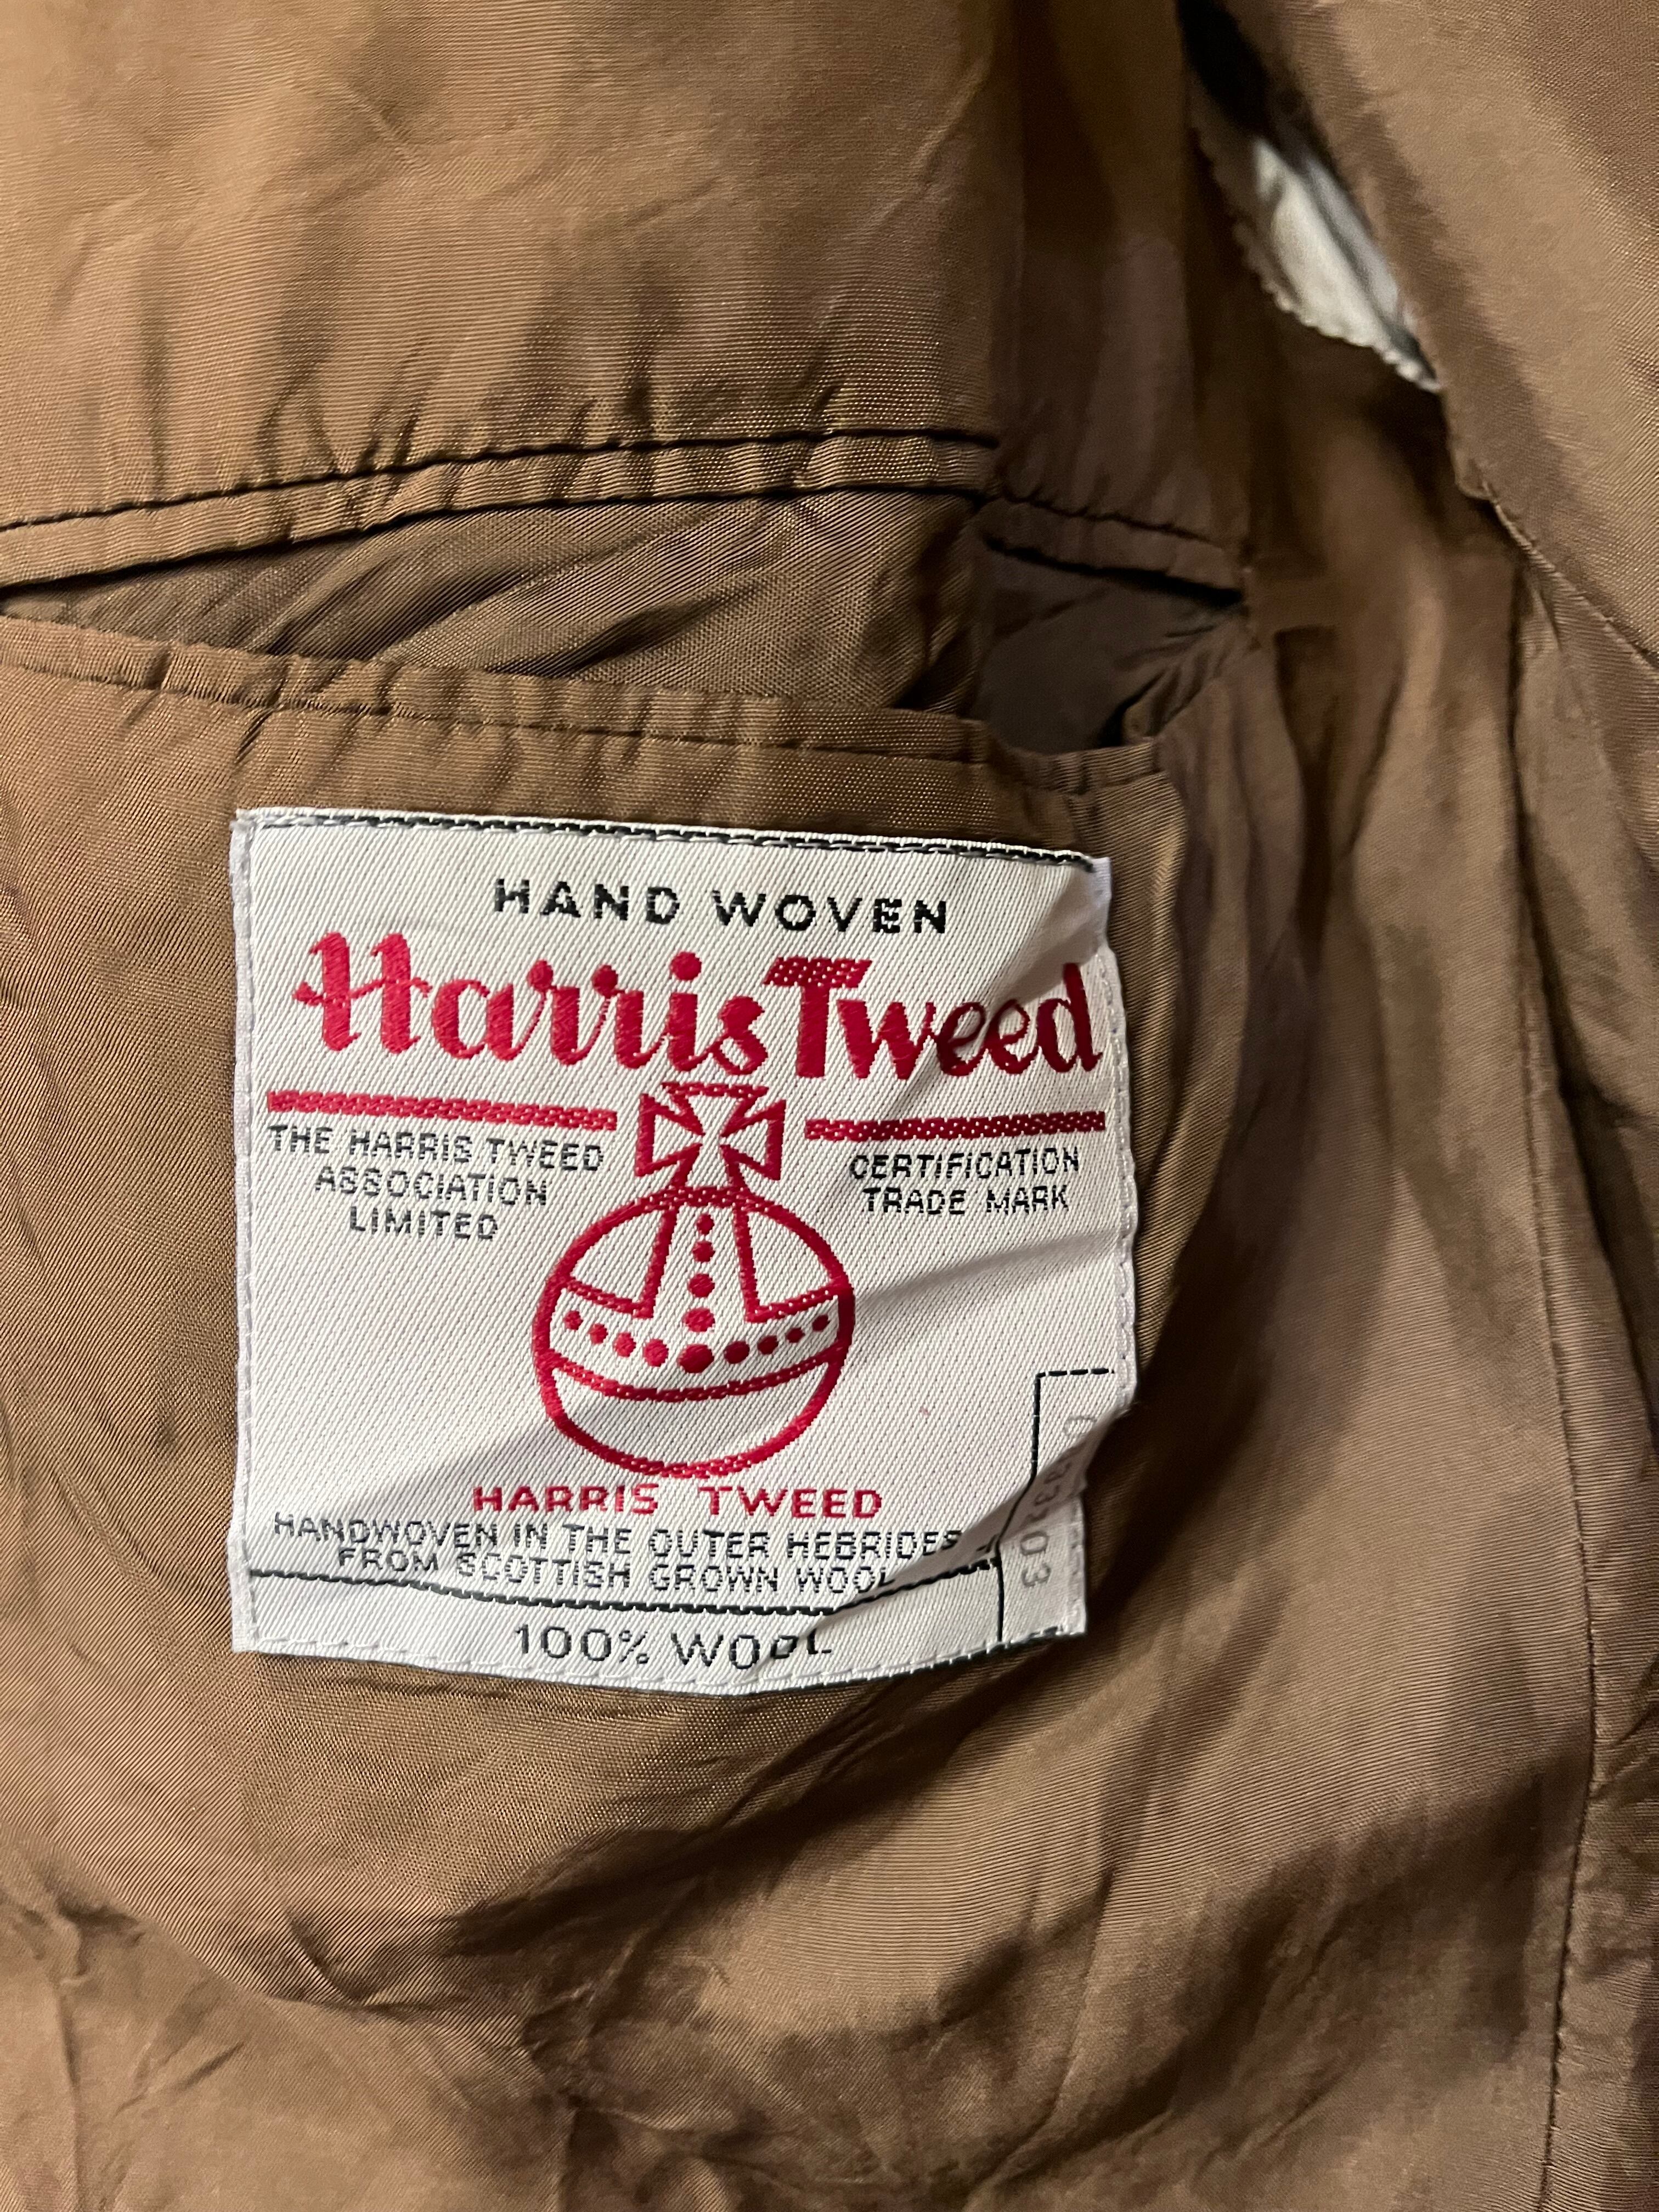 HAND WOVEN
Harris Tweed
THE HARRIS TWEED
ASSOCIATION
LIMITED
CERTIFICATION
TRADE MARK
HARRIS TWEED
HANDWOVEN IN THE OUTER HEBRIDES
FROM SCOTTISH GROWN WOOL
100% WOOL